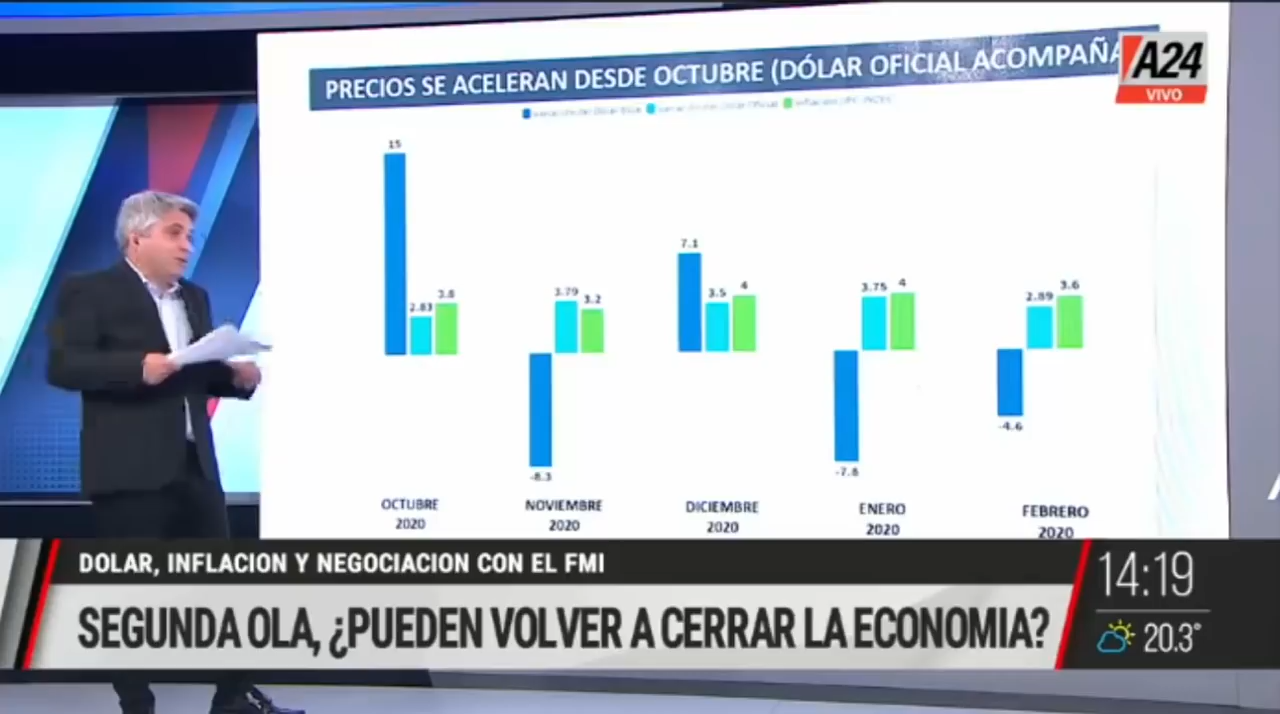 PRECIOS SE ACELERAN DESDE OCTUBRE (DÓLAR OFICIAL ACOMPAÑA
A24
VIVO
15
2.83
3.8
-8.3
3.79
3.2
7.1
3.5
4
-7.8
3.75
4
-4.6
2.89
3.6
OCTUBRE
2020
NOVIEMBRE
2020
DICIEMBRE
2020
ENERO
2020
FEBRERO
2020
DOLAR, INFLACION Y NEGOCIACION CON EL FMI
SEGUNDA OLA, ¿PUEDEN VOLVER A CERRAR LA ECONOMIA?
14:19
20.3°